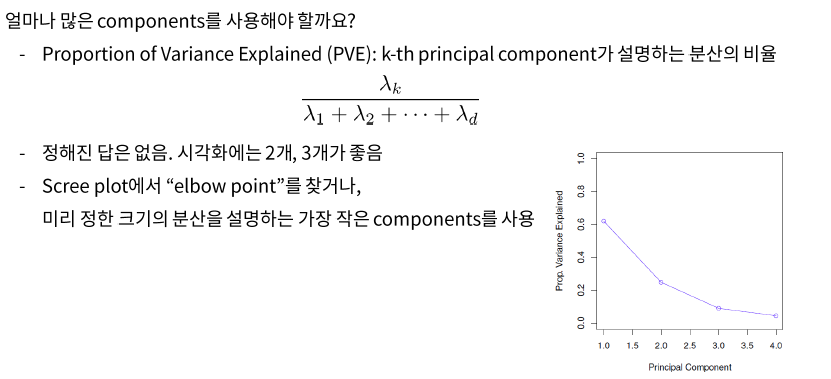 얼마나 많은 components를 사용해야 할까요?
- Proportion of Variance Explained (PVE): k-th principal component가 설명하는 분산의 비율
λ_k
λ_1 + λ_2 + ⋯ + λ_d
- 정해진 답은 없음. 시각화에는 2개, 3개가 좋음
- Scree plot에서 “elbow point”를 찾거나,
미리 정한 크기의 분산을 설명하는 가장 작은 components를 사용
Prop. Variance Explained
1.0
0.8
0.6
0.4
0.2
0.0
1.0 1.5 2.0 2.5 3.0 3.5 4.0
Principal Component